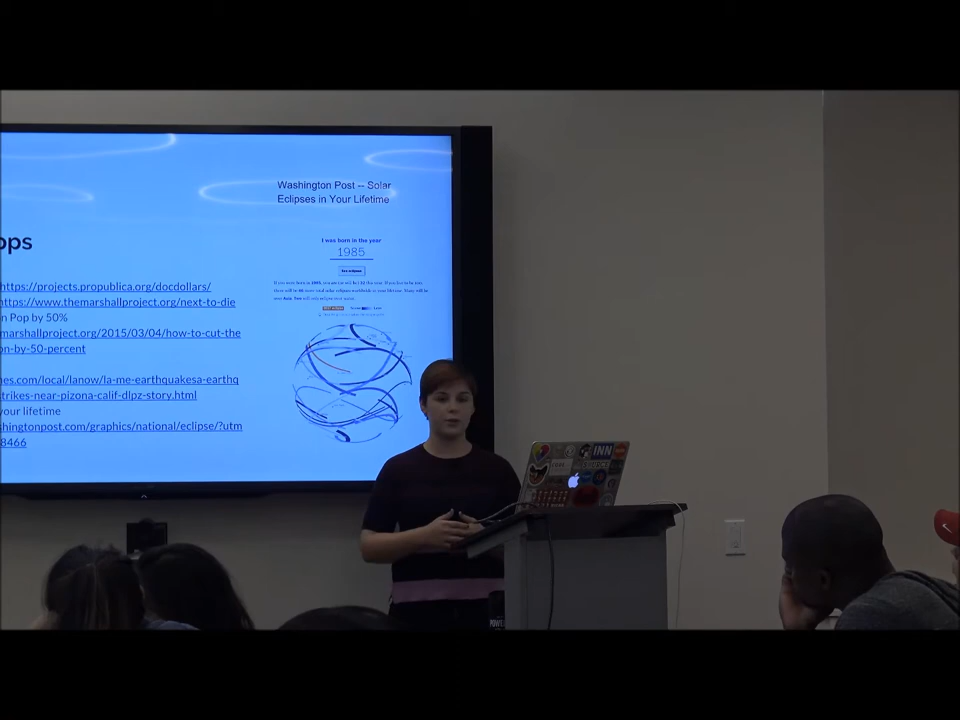 ops
https://projects.propublica.org/docdollars/
https://www.themarshallproject.org/next-to-die
n Pop by 50%
marshallproject.org/2015/03/04/how-to-cut-the
on-by-50-percent
nes.com/local/lanow/la-me-earthquakesa-earthq
trikes-near-pizona-calif-dlpz-story.html
your lifetime
ashingtonpost.com/graphics/national/eclipse/?utm
8466
Washington Post -- Solar
Eclipses in Your Lifetime
I was born in the year
1985
INN